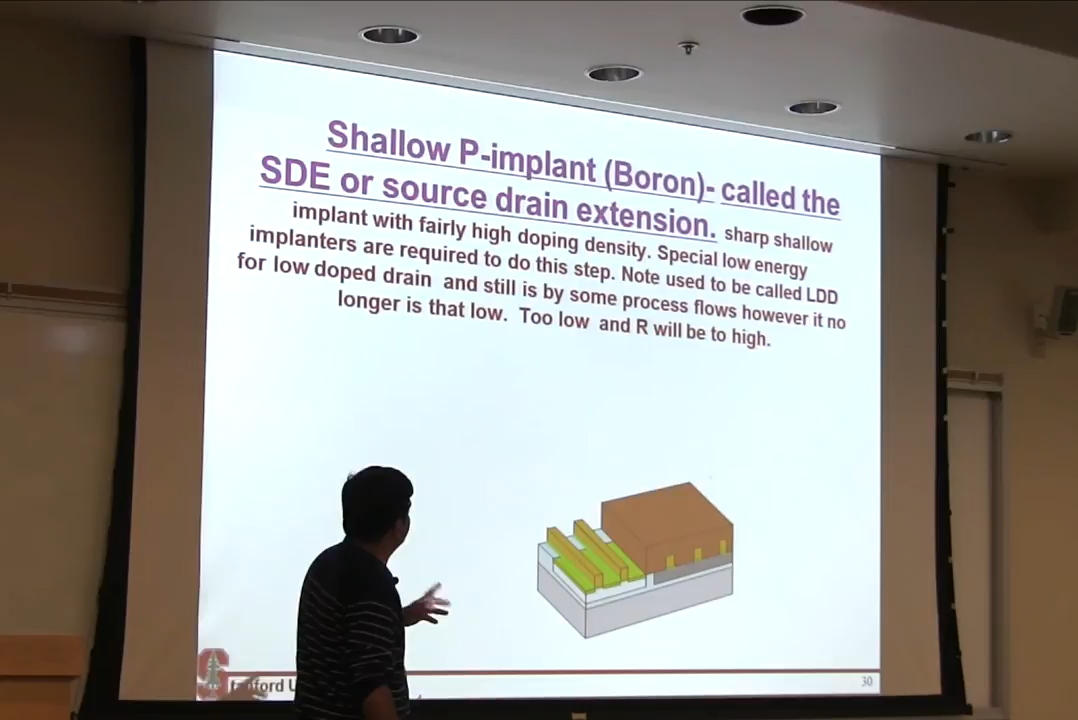 Shallow P-implant (Boron)- called the
SDE or source drain extension. sharp shallow
implant with fairly high doping density. Special low energy
implanters are required to do this step. Note used to be called LDD
for low doped drain and still is by some process flows however it no
longer is that low. Too low and R will be to high.
tanford U
30